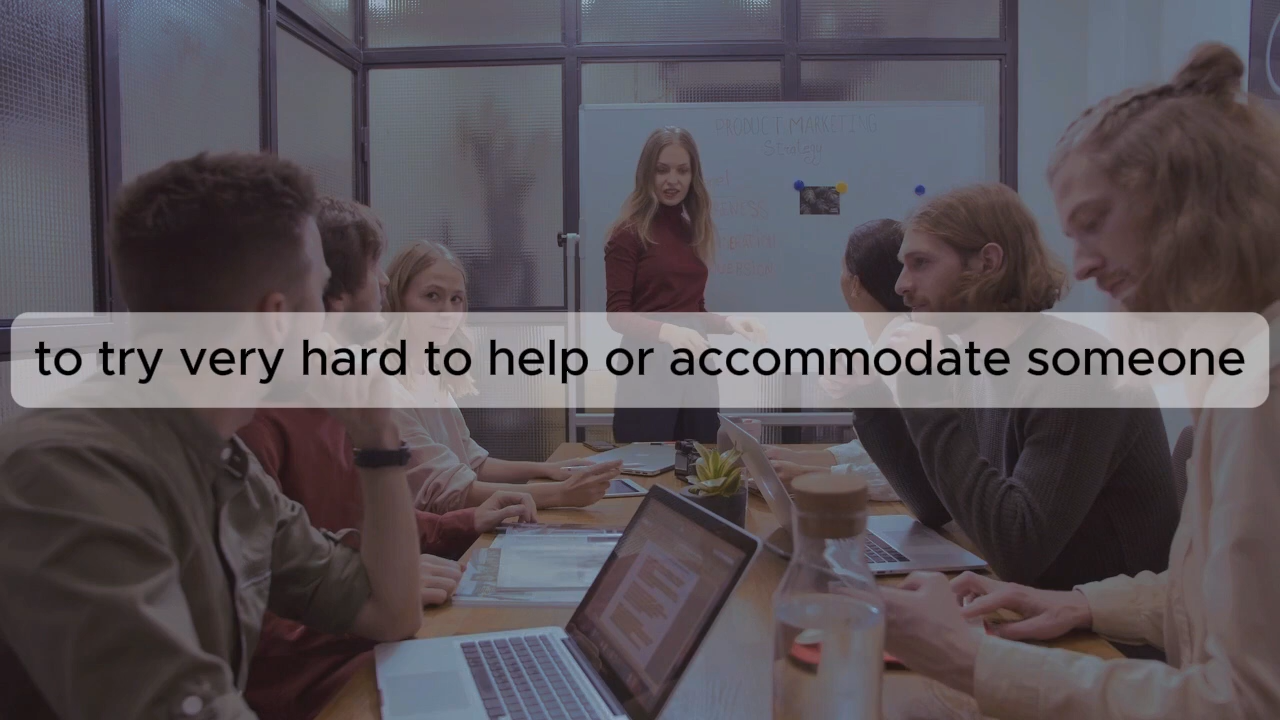 PRODUCT MARKETING
Strategy
to try very hard to help or accommodate someone